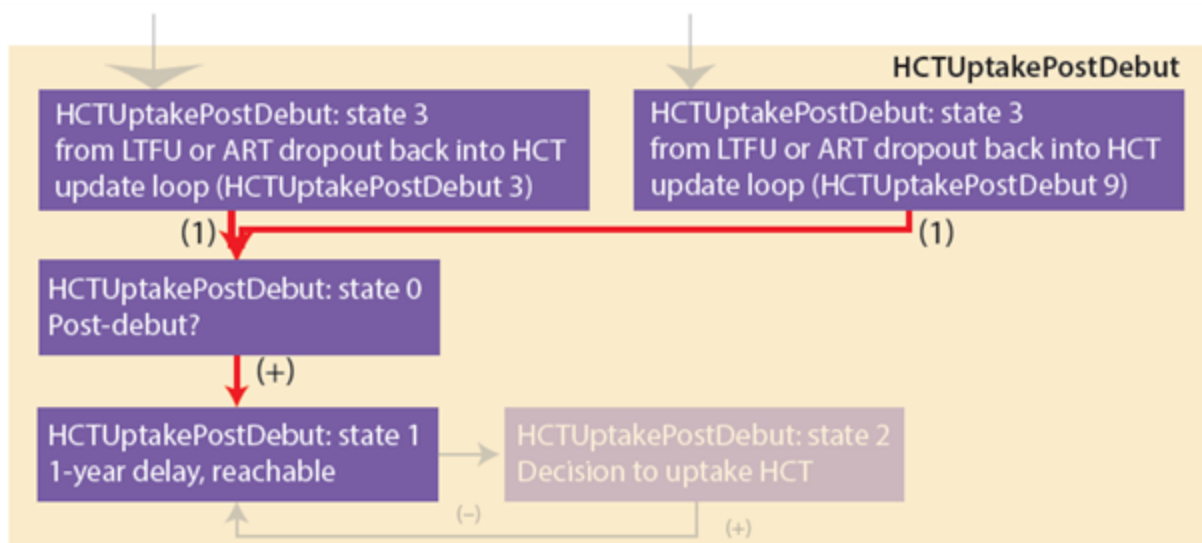 HCTUptakePostDebut
HCTUptakePostDebut: state 3
from LTFU or ART dropout back into HCT
update loop (HCTUptakePostDebut 3)
HCTUptakePostDebut: state 3
from LTFU or ART dropout back into HCT
update loop (HCTUptakePostDebut 9)
(1)
(1)
HCTUptakePostDebut: state 0
Post-debut?
(+)
HCTUptakePostDebut: state 1
1-year delay, reachable
HCTUptakePostDebut: state 2
Decision to uptake HCT
(–)
(+)